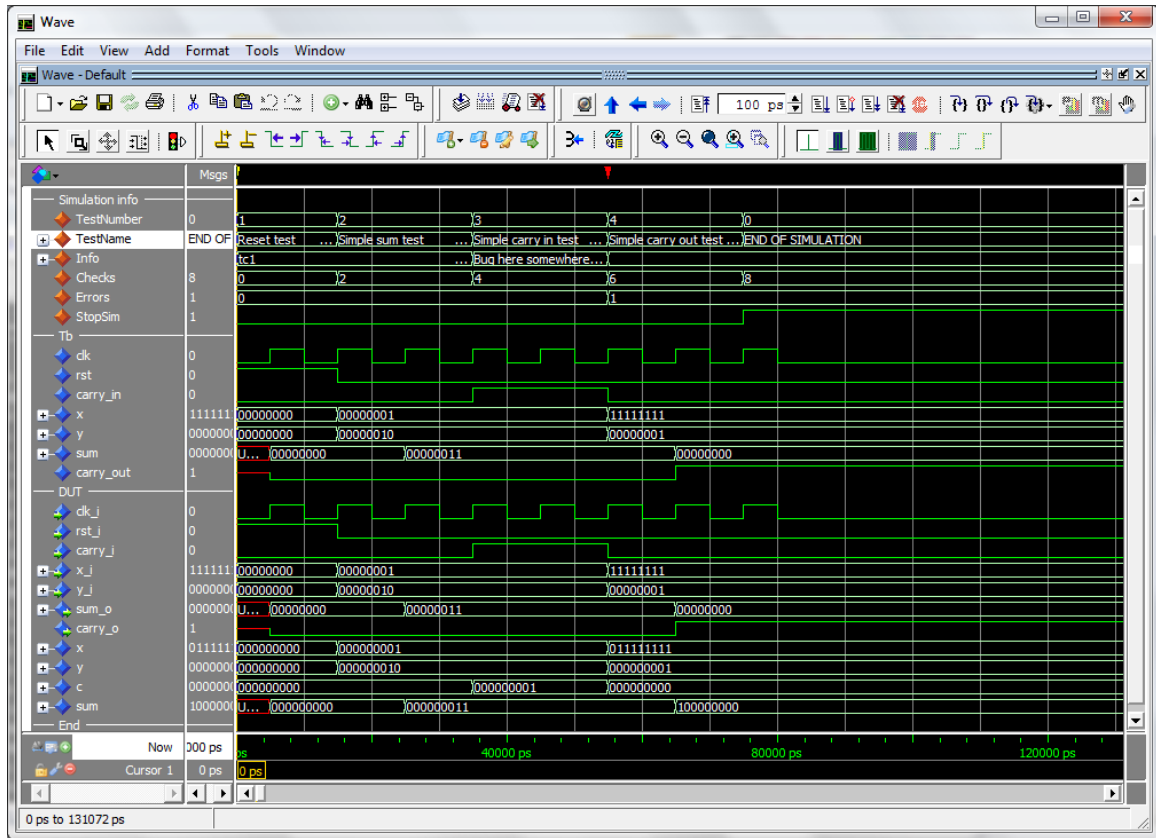 Wave
File Edit View Add Format Tools Window
Wave - Default
100 ps
Msgs
Simulation info
TestNumber 0 1 2 3 4 0
TestName END OF Reset test ... Simple sum test ... Simple carry in test ... Simple carry out test ... END OF SIMULATION
Info tc1 ... Bug here somewhere...
Checks 8 0 2 4 6 8
Errors 1 0 1
StopSim 1
Tb
clk 0
rst 0
carry_in 0
x 111111 00000000 00000001 11111111
y 000000 00000000 00000010 00000001
sum 000000 U... 00000000 00000011 00000000
carry_out 1
DUT
clk_i 0
rst_i 0
carry_i 0
x_i 111111 00000000 00000001 11111111
y_i 000000 00000000 00000010 00000001
sum_o 000000 U... 00000000 00000011 00000000
carry_o 1
x 011111 000000000 000000001 011111111
y 000000 000000000 000000010 000000001
c 000000 000000000 000000001 000000000
sum 100000 U... 000000000 000000011 100000000
End
Now 000 ps ps 40000 ps 80000 ps 120000 ps
Cursor 1 0 ps 0 ps
0 ps to 131072 ps